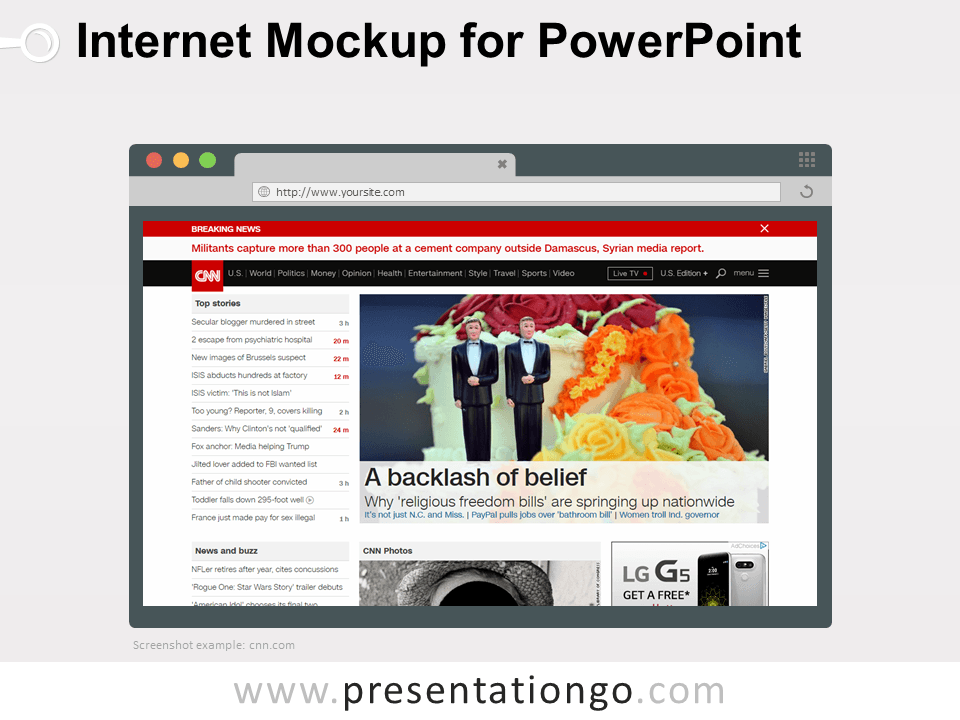 Internet Mockup for PowerPoint
http://www.yoursite.com
BREAKING NEWS
Militants capture more than 300 people at a cement company outside Damascus, Syrian media report.
CNN U.S. | World | Politics | Money | Opinion | Health | Entertainment | Style | Travel | Sports | Video Live TV U.S. Edition + menu
Top stories
Secular blogger murdered in street 3 h
2 escape from psychiatric hospital 20 m
New images of Brussels suspect 22 m
ISIS abducts hundreds at factory 12 m
ISIS victim: 'This is not Islam'
Too young? Reporter, 9, covers killing 2 h
Sanders: Why Clinton's not 'qualified' 24 m
Fox anchor: Media helping Trump
Jilted lover added to FBI wanted list
Father of child shooter convicted 3 h
Toddler falls down 295-foot well
France just made pay for sex illegal 1 h
A backlash of belief
Why 'religious freedom bills' are springing up nationwide
It's not just N.C. and Miss. | PayPal pulls jobs over 'bathroom bill' | Women troll Ind. governor
News and buzz
NFLer retires after year, cites concussions
'Rogue One: Star Wars Story' trailer debuts
'American Idol' chooses its final two
CNN Photos
AdChoices
LG G5
GET A FREE*
Screenshot example: cnn.com
www.presentationgo.com